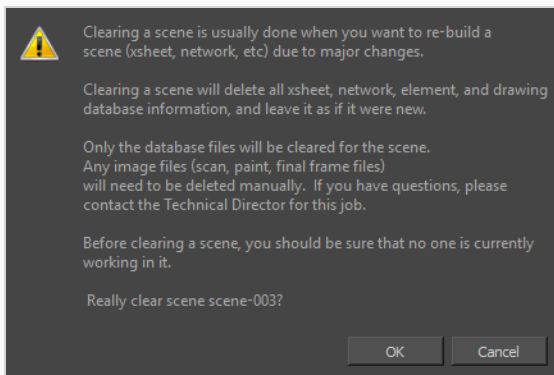 Clearing a scene is usually done when you want to re-build a
scene (xsheet, network, etc) due to major changes.
Clearing a scene will delete all xsheet, network, element, and drawing
database information, and leave it as if it were new.
Only the database files will be cleared for the scene.
Any image files (scan, paint, final frame files)
will need to be deleted manually.  If you have questions, please
contact the Technical Director for this job.
Before clearing a scene, you should be sure that no one is currently
working in it.
Really clear scene scene-003?
OK
Cancel